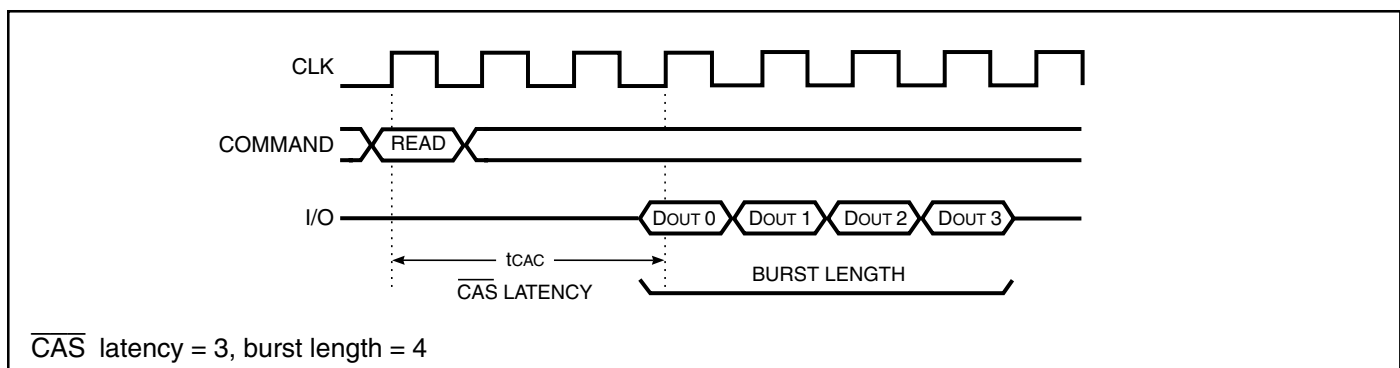 CLK
COMMAND READ
I/O DOUT 0 DOUT 1 DOUT 2 DOUT 3
tCAC
CAS LATENCY
BURST LENGTH
CAS latency = 3, burst length = 4